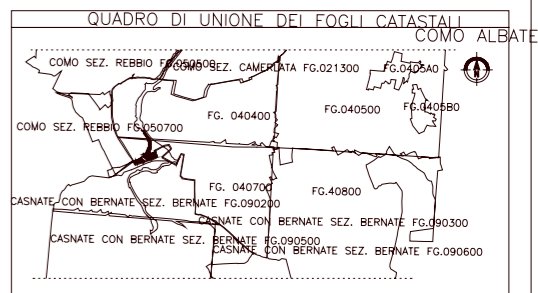 QUADRO DI UNIONE DEI FOGLI CATASTALI
COMO ALBATE
COMO SEZ. REBBIO FG.050500
COMO SEZ. CAMERLATA FG.021300
FG.0405A0
FG. 040400
FG.040500
FG.0405B0
COMO SEZ. REBBIO FG.050700
FG. 040700
FG.40800
CASNATE CON BERNATE SEZ. BERNATE FG.090200
CASNATE CON BERNATE SEZ. BERNATE FG.090300
CASNATE CON BERNATE SEZ. BERNATE FG.090500
CASNATE CON BERNATE SEZ. BERNATE FG.090600